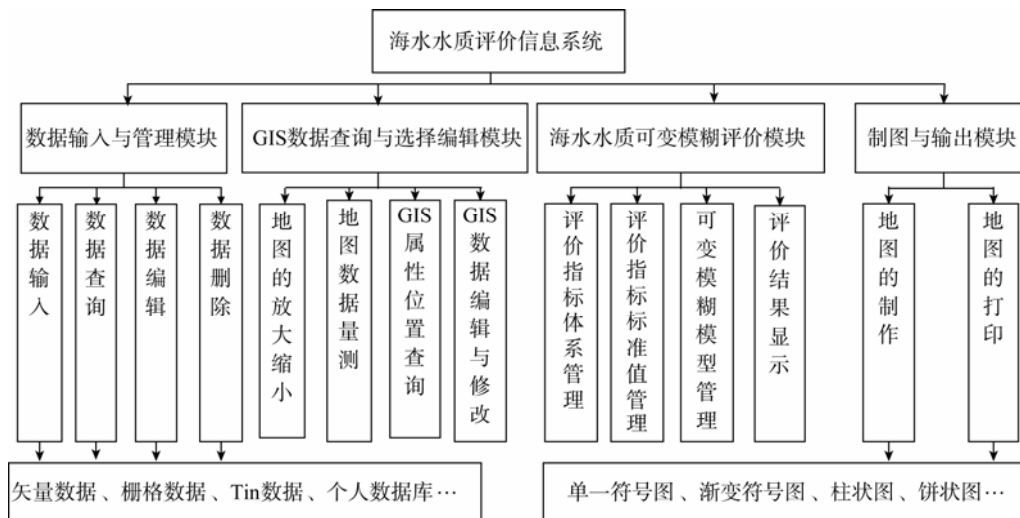 海水水质评价信息系统
数据输入与管理模块
GIS数据查询与选择编辑模块
海水水质可变模糊评价模块
制图与输出模块
数据输入
数据查询
数据编辑
数据删除
地图的放大缩小
地图数据量测
GIS属性位置查询
GIS数据编辑与修改
评价指标体系管理
评价指标标准值管理
可变模糊模型管理
评价结果显示
地图的制作
地图的打印
矢量数据、栅格数据、Tin数据、个人数据库…
单一符号图、渐变符号图、柱状图、饼状图…